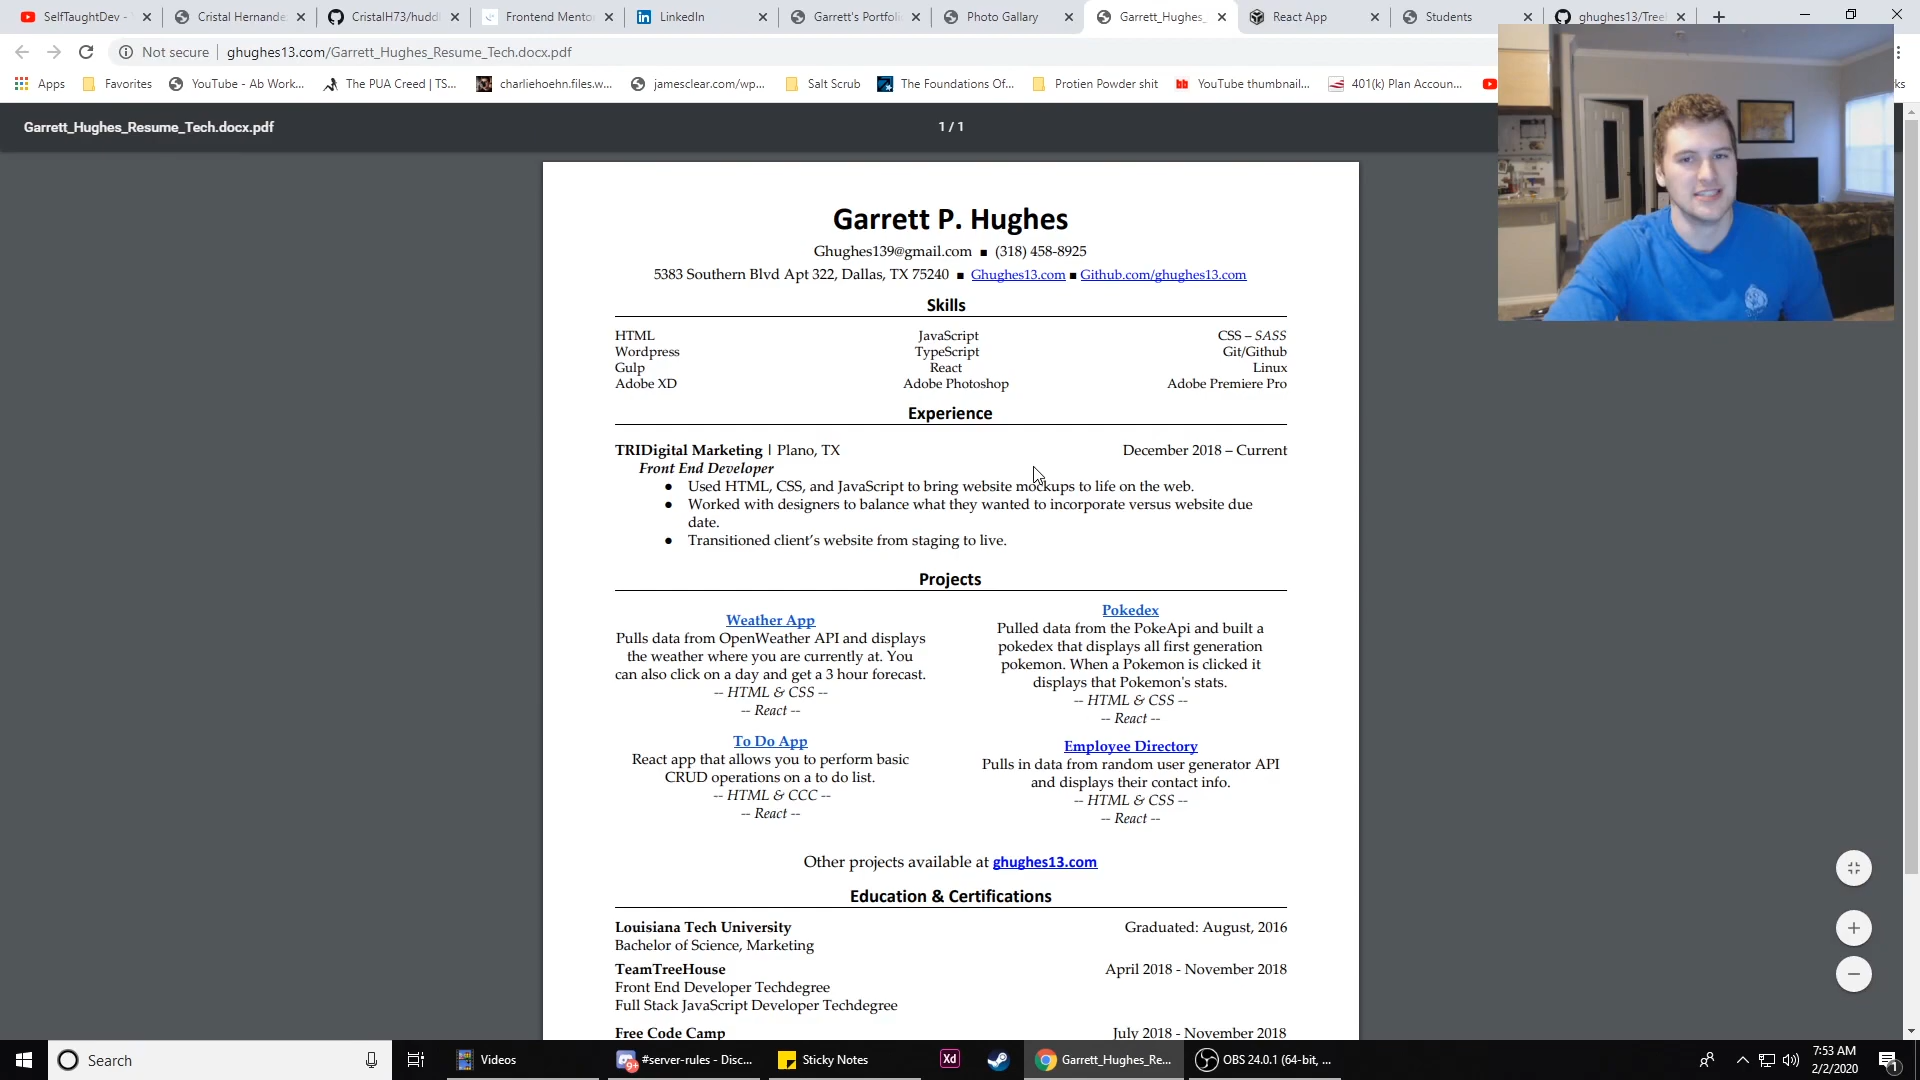 SelfTaughtDev -
Cristal Hernande
CristalH73/huddl
Frontend Mento
LinkedIn
Garrett's Portfoli
Photo Gallary
Garrett_Hughes_
React App
Students
ghughes13/Treel
Not secure
ghughes13.com/Garrett_Hughes_Resume_Tech.docx.pdf
Apps
Favorites
YouTube - Ab Work...
The PUA Creed | TS...
charliehoehn.files.w...
jamesclear.com/wp...
Salt Scrub
The Foundations Of...
Protien Powder shit
YouTube thumbnail...
401(k) Plan Accoun...
Garrett_Hughes_Resume_Tech.docx.pdf
1 / 1
Garrett P. Hughes
Ghughes139@gmail.com ■ (318) 458-8925
5383 Southern Blvd Apt 322, Dallas, TX 75240 ■ Ghughes13.com ■ Github.com/ghughes13.com
Skills
HTML JavaScript CSS – SASS
Wordpress TypeScript Git/Github
Gulp React Linux
Adobe XD Adobe Photoshop Adobe Premiere Pro
Experience
TRIDigital Marketing | Plano, TX December 2018 – Current
Front End Developer
● Used HTML, CSS, and JavaScript to bring website mockups to life on the web.
● Worked with designers to balance what they wanted to incorporate versus website due
date.
● Transitioned client's website from staging to live.
Projects
Weather App
Pulls data from OpenWeather API and displays
the weather where you are currently at. You
can also click on a day and get a 3 hour forecast.
-- HTML & CSS --
-- React --
Pokedex
Pulled data from the PokeApi and built a
pokedex that displays all first generation
pokemon. When a Pokemon is clicked it
displays that Pokemon's stats.
-- HTML & CSS --
-- React --
To Do App
React app that allows you to perform basic
CRUD operations on a to do list.
-- HTML & CCC --
-- React --
Employee Directory
Pulls in data from random user generator API
and displays their contact info.
-- HTML & CSS --
-- React --
Other projects available at ghughes13.com
Education & Certifications
Louisiana Tech University Graduated: August, 2016
Bachelor of Science, Marketing
TeamTreeHouse April 2018 - November 2018
Front End Developer Techdegree
Full Stack JavaScript Developer Techdegree
Free Code Camp July 2018 - November 2018
Search
Videos
#server-rules - Disc...
Sticky Notes
Xd
Garrett_Hughes_Re...
OBS 24.0.1 (64-bit, ...
7:53 AM
2/2/2020